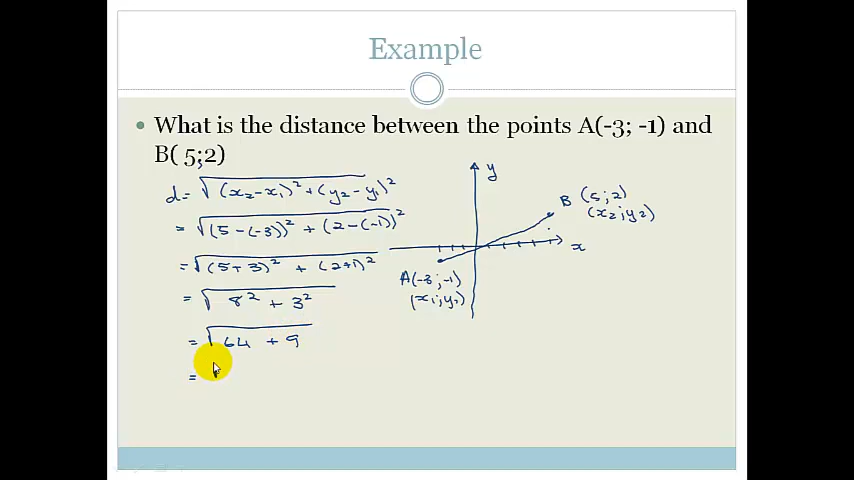 Example
What is the distance between the points A(-3; -1) and
B( 5;2)
d = √(x₂-x₁)² + (y₂-y₁)²
= √(5-(-3))² + (2-(-1))²
= √(5+3)² + (2+1)²
= √8² + 3²
= √64 + 9
=
y
B (5;2)
(x₂;y₂)
x
A(-3;-1)
(x₁;y₁)